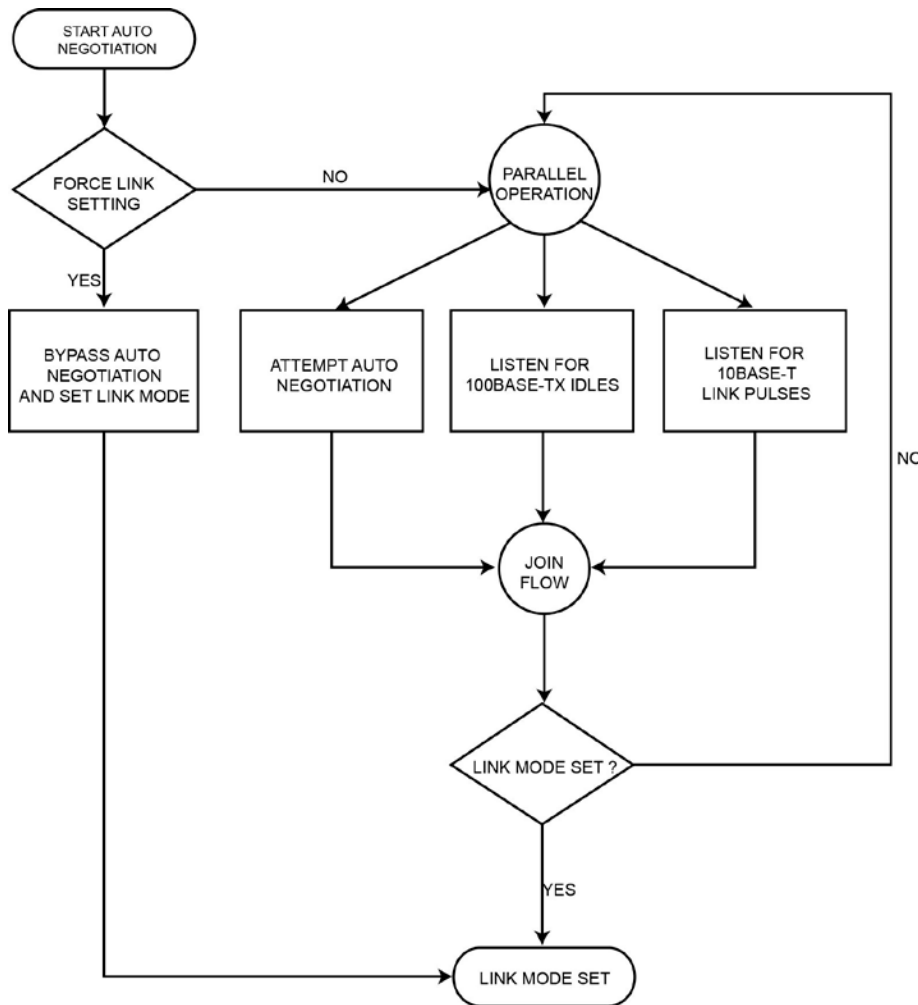 START AUTO
NEGOTIATION
FORCE LINK
SETTING
NO
PARALLEL
OPERATION
YES
BYPASS AUTO
NEGOTIATION
AND SET LINK MODE
ATTEMPT AUTO
NEGOTIATION
LISTEN FOR
100BASE-TX IDLES
LISTEN FOR
10BASE-T
LINK PULSES
NO
JOIN
FLOW
LINK MODE SET ?
YES
LINK MODE SET